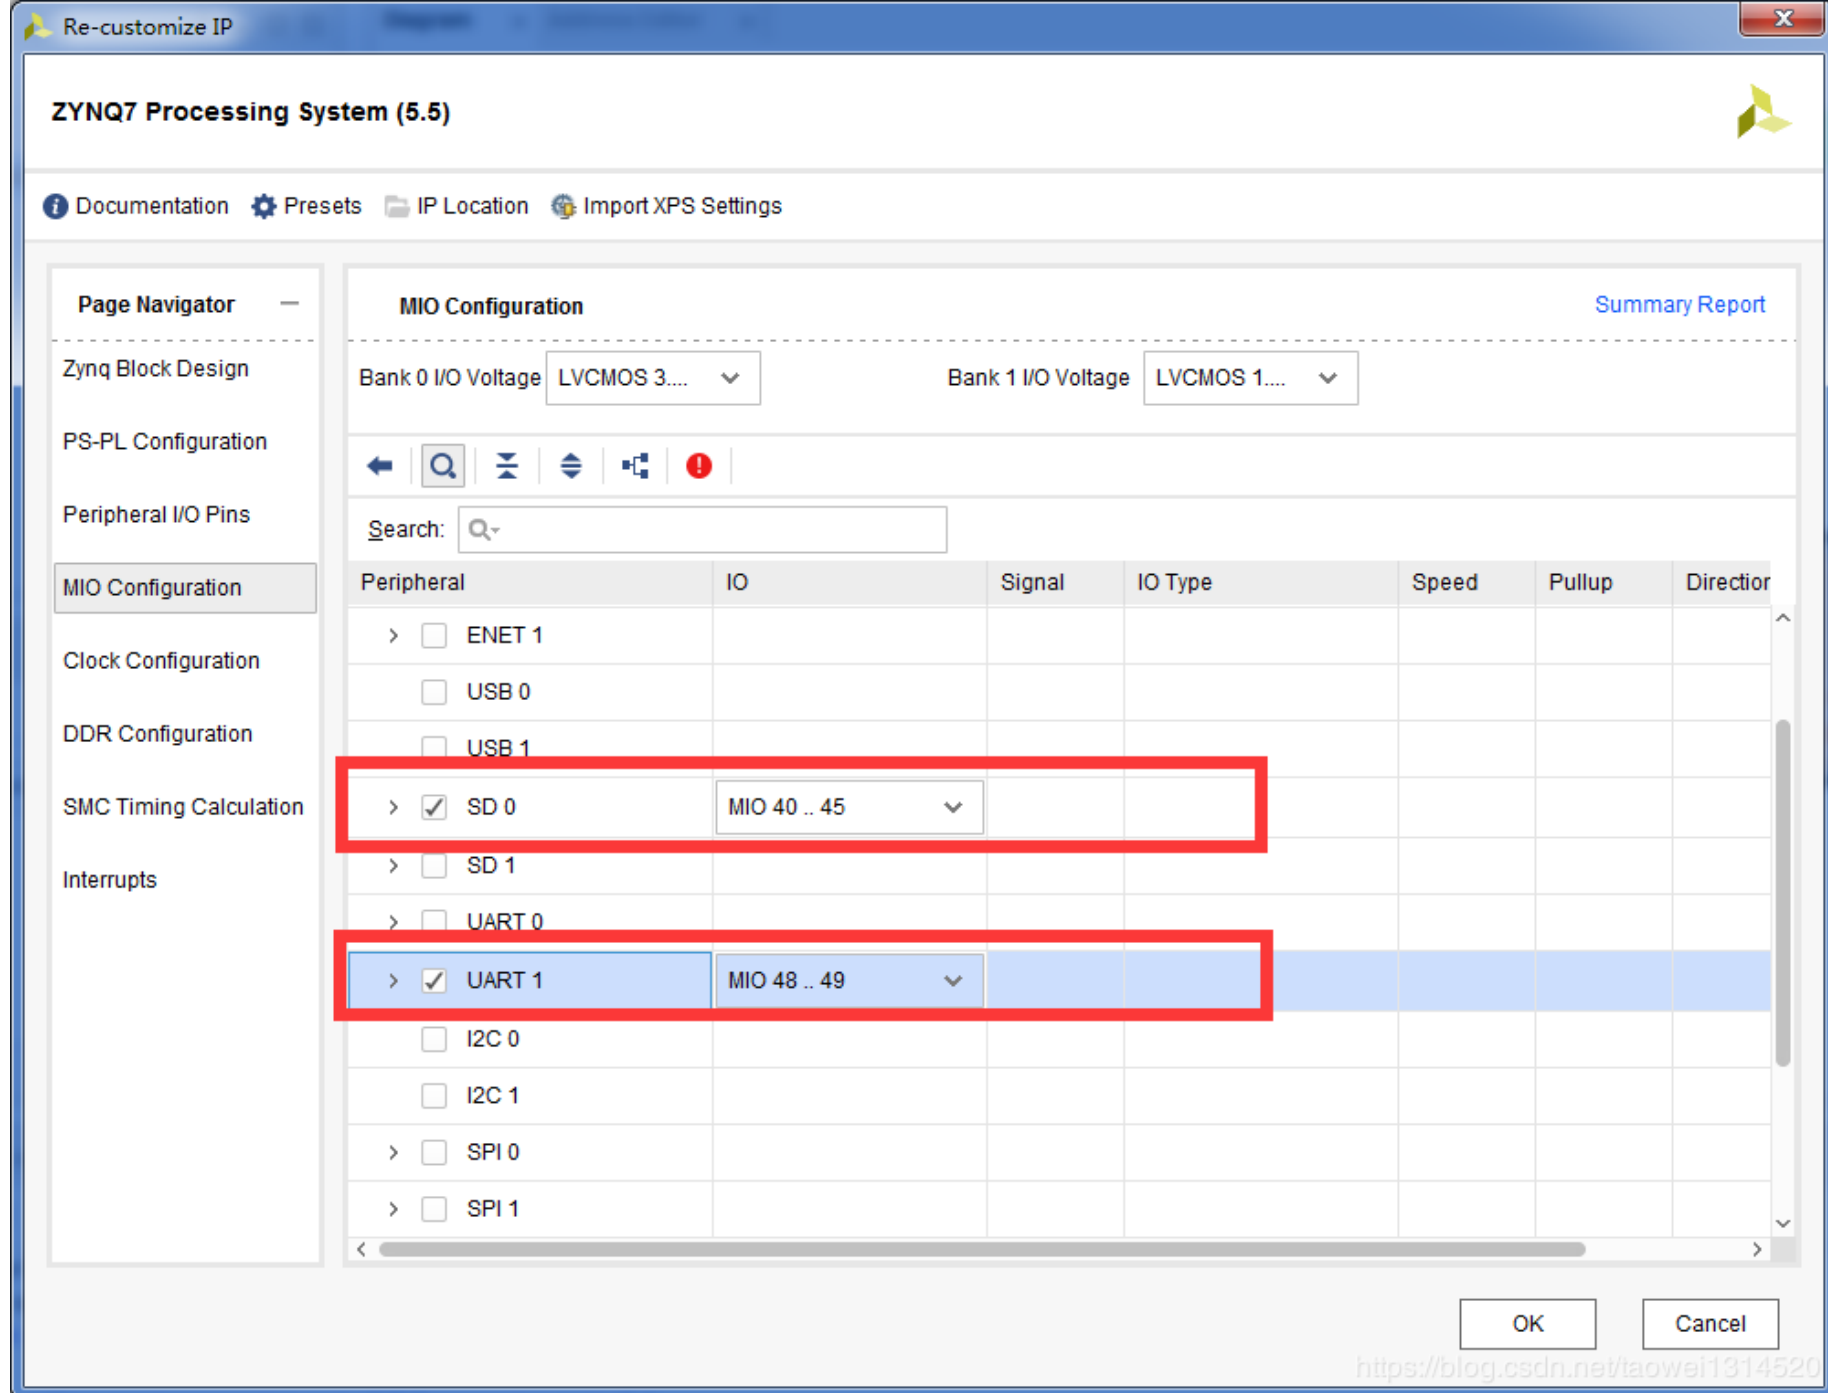 Re-customize IP
ZYNQ7 Processing System (5.5)
Documentation Presets IP Location Import XPS Settings
Page Navigator
Zynq Block Design
PS-PL Configuration
Peripheral I/O Pins
MIO Configuration
Clock Configuration
DDR Configuration
SMC Timing Calculation
Interrupts
MIO Configuration Summary Report
Bank 0 I/O Voltage LVCMOS 3.... Bank 1 I/O Voltage LVCMOS 1....
Search:
Peripheral IO Signal IO Type Speed Pullup Direction
ENET 1
USB 0
USB 1
SD 0 MIO 40 .. 45
SD 1
UART 0
UART 1 MIO 48 .. 49
I2C 0
I2C 1
SPI 0
SPI 1
OK Cancel
https://blog.csdn.net/taowei1314520